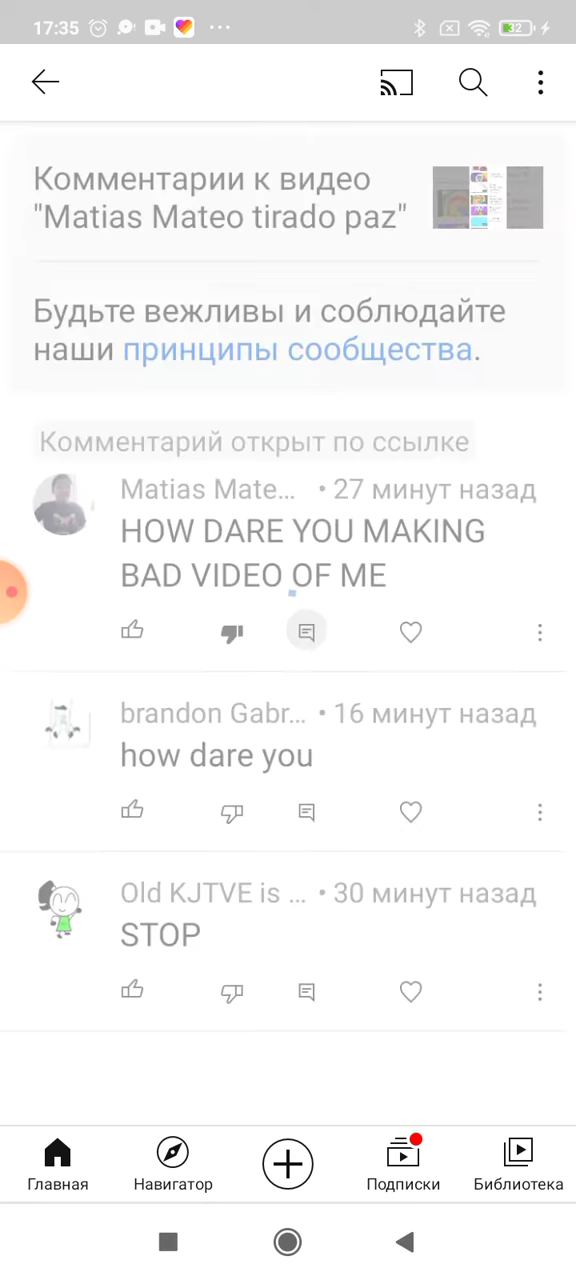 17:35
32
Комментарии к видео
"Matias Mateo tirado paz"
Будьте вежливы и соблюдайте
наши принципы сообщества.
Комментарий открыт по ссылке
Matias Mate... • 27 минут назад
HOW DARE YOU MAKING
BAD VIDEO OF ME
brandon Gabr... • 16 минут назад
how dare you
Old KJTVE is ... • 30 минут назад
STOP
Главная
Навигатор
Подписки
Библиотека